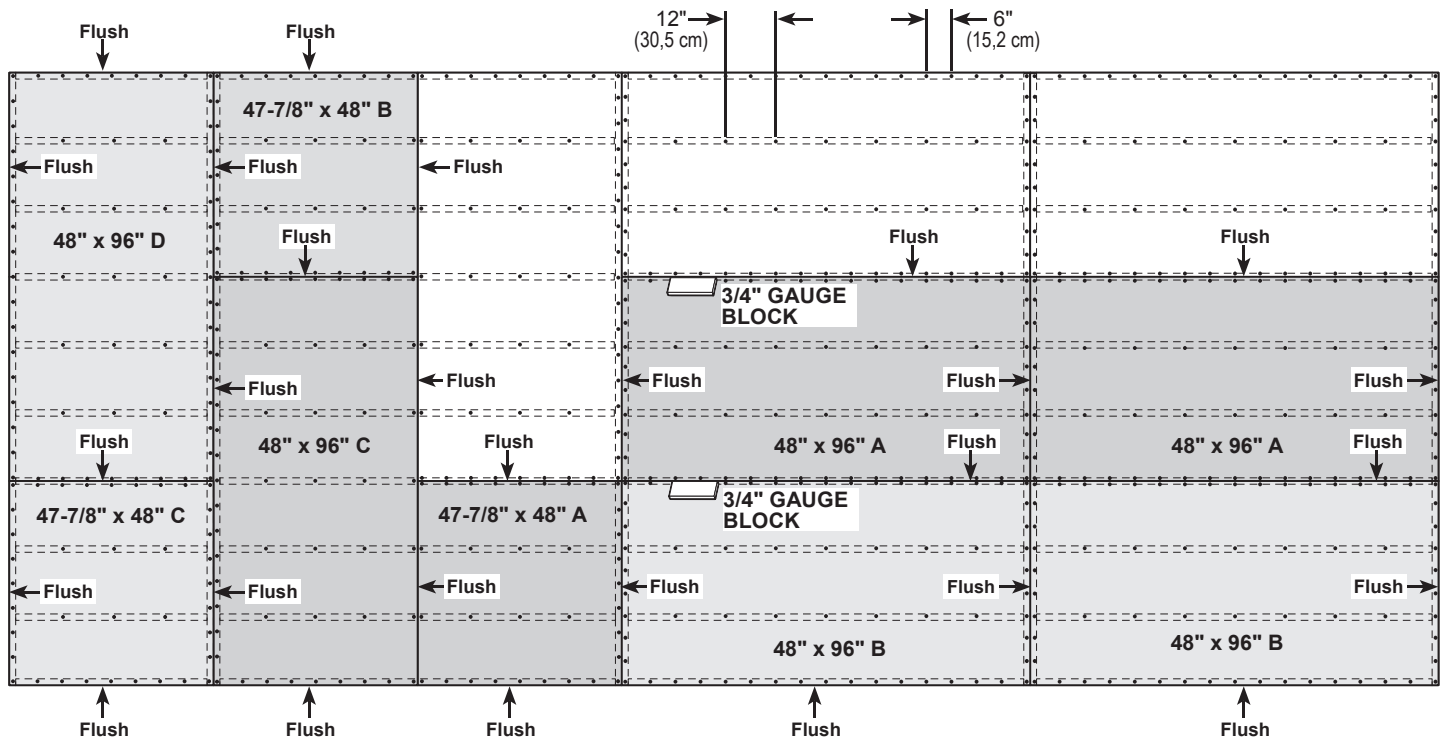 12"
(30,5 cm)
6"
(15,2 cm)
Flush
Flush
47-7/8" x 48" B
Flush
Flush
Flush
48" x 96" D
Flush
Flush
Flush
3/4" GAUGE
BLOCK
Flush
Flush
Flush
Flush
Flush
Flush
Flush
48" x 96" C
Flush
48" x 96" A
Flush
48" x 96" A
Flush
47-7/8" x 48" C
47-7/8" x 48" A
3/4" GAUGE
BLOCK
Flush
Flush
Flush
Flush
Flush
Flush
48" x 96" B
48" x 96" B
Flush
Flush
Flush
Flush
Flush